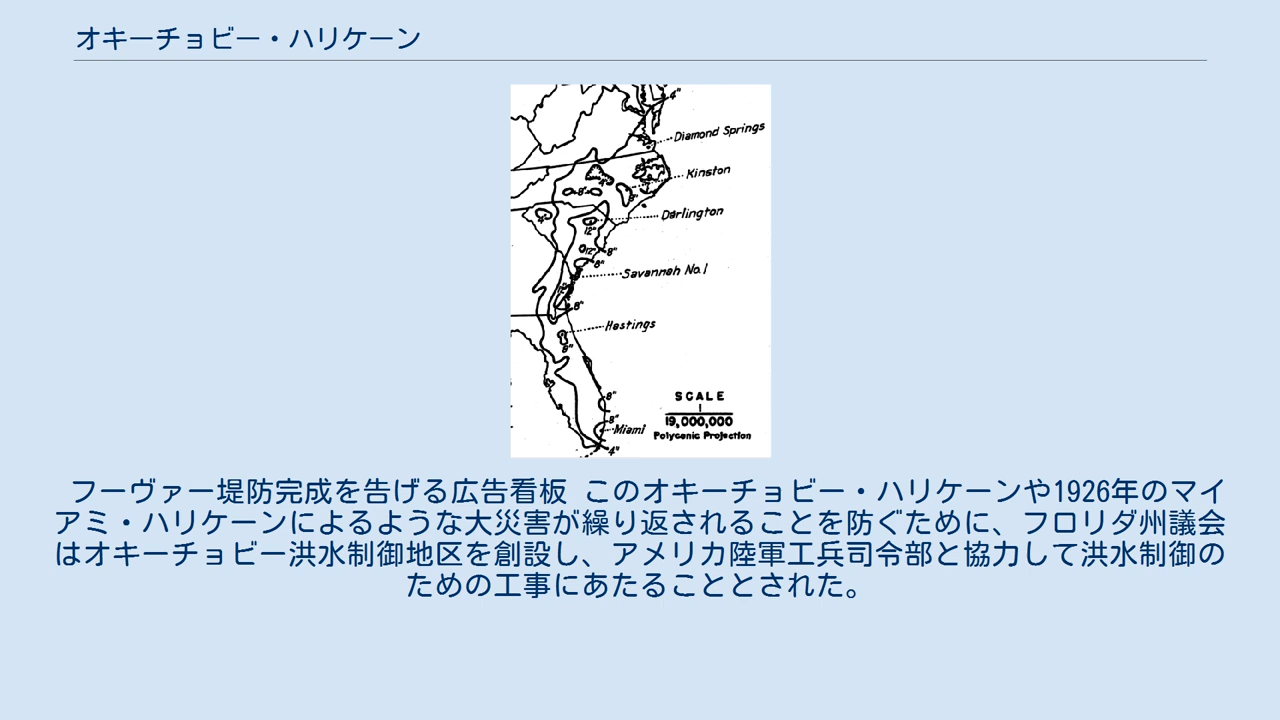 オキーチョビー・ハリケーン
4"
Diamond Springs
Kinston
8"
8"
Darlington
12"
12"
8"
8"
Savannah No.1
8"
Hastings
8"
SCALE
1
19,000,000
Polyconic Projection
8"
Miami
4"
フーヴァー堤防完成を告げる広告看板 このオキーチョビー・ハリケーンや1926年のマイ
アミ・ハリケーンによるような大災害が繰り返されることを防ぐために、フロリダ州議会
はオキーチョビー洪水制御地区を創設し、アメリカ陸軍工兵司令部と協力して洪水制御の
ための工事にあたることとされた。